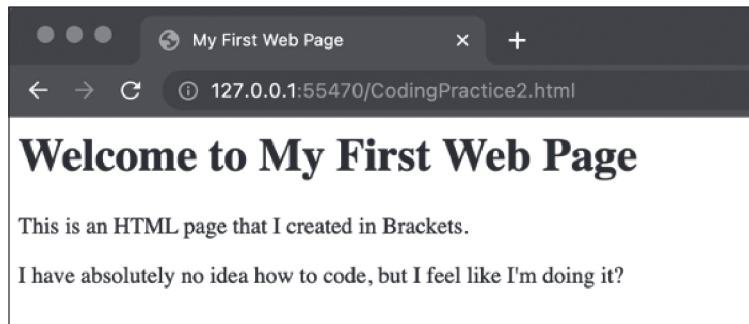 My First Web Page
127.0.0.1:55470/CodingPractice2.html
Welcome to My First Web Page
This is an HTML page that I created in Brackets.
I have absolutely no idea how to code, but I feel like I'm doing it?